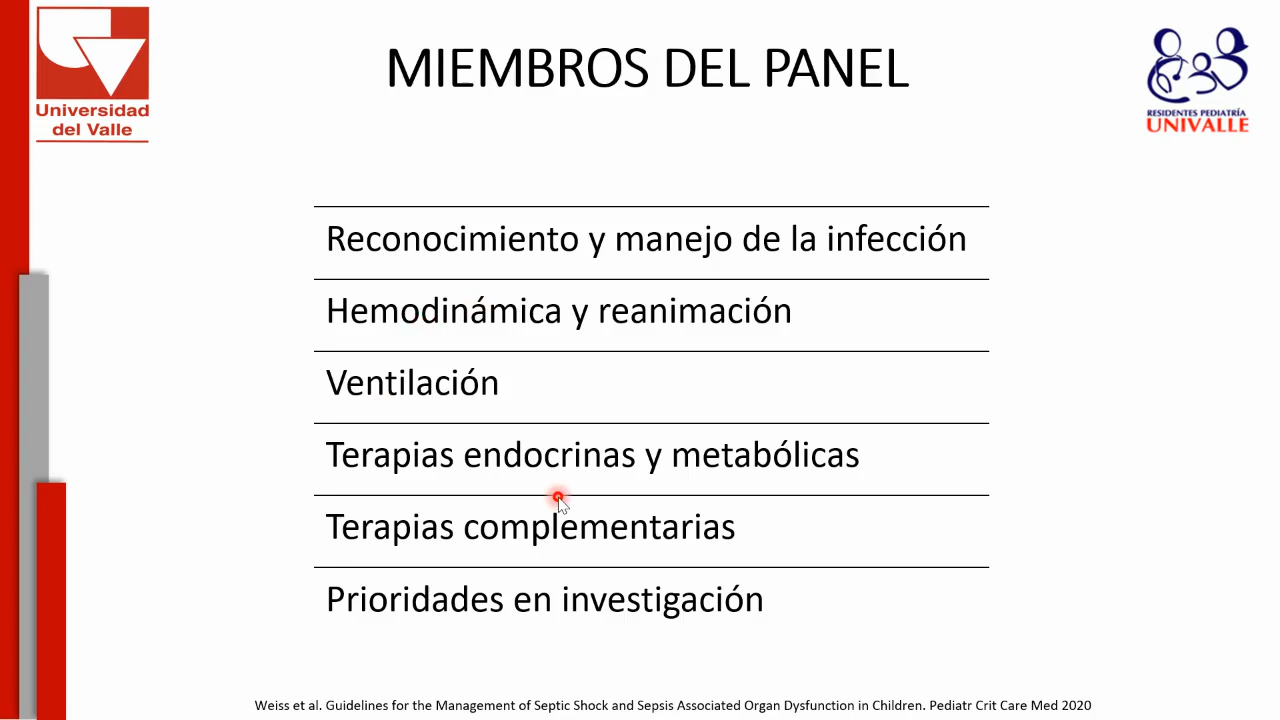 Universidad
del Valle
MIEMBROS DEL PANEL
RESIDENTES PEDIATRÍA
UNIVALLE
Reconocimiento y manejo de la infección
Hemodinámica y reanimación
Ventilación
Terapias endocrinas y metabólicas
Terapias complementarias
Prioridades en investigación
Weiss et al. Guidelines for the Management of Septic Shock and Sepsis Associated Organ Dysfunction in Children. Pediatr Crit Care Med 2020